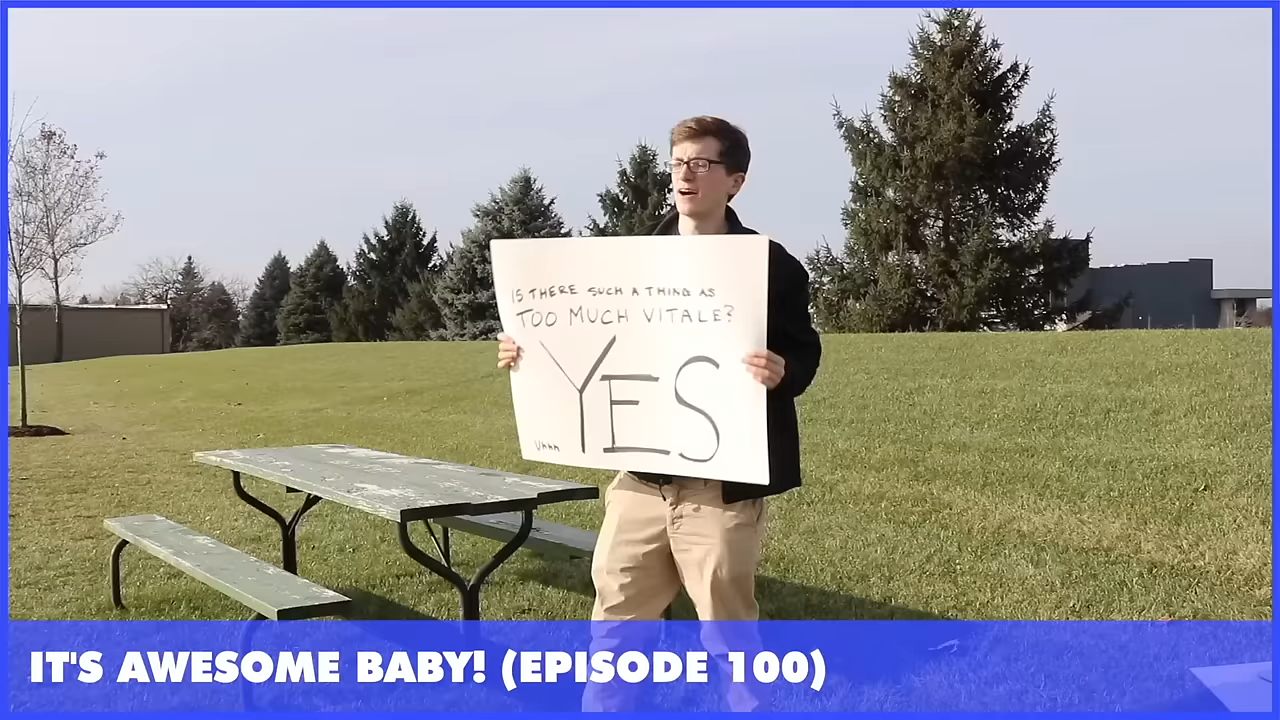 IS THERE SUCH A THING AS
TOO MUCH VITALE?
YES
Uhhh
IT'S AWESOME BABY! (EPISODE 100)